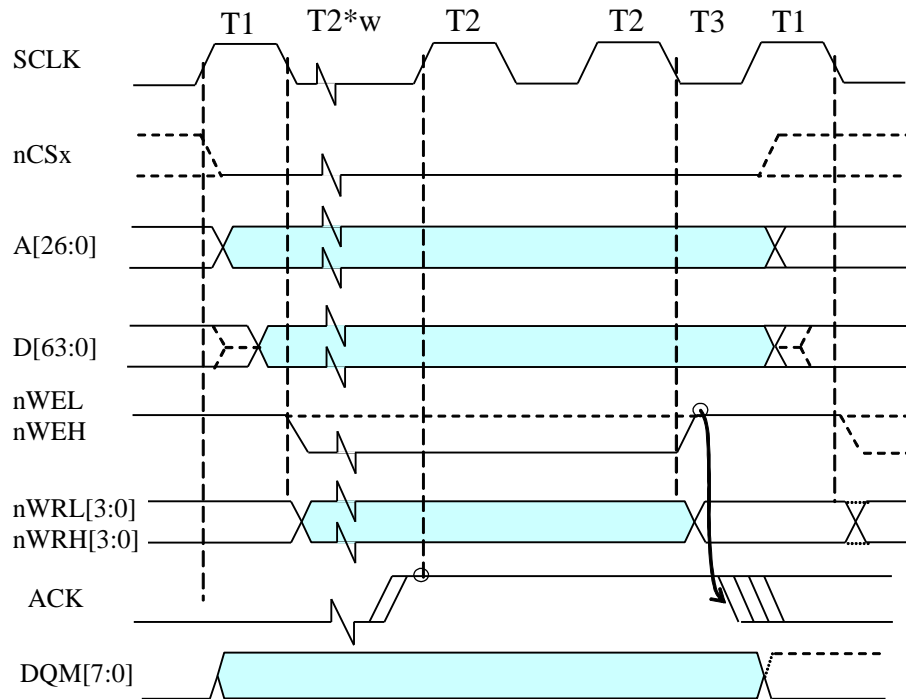 T1 T2*w T2 T2 T3 T1
SCLK
nCSx
A[26:0]
D[63:0]
nWEL
nWEH
nWRL[3:0]
nWRH[3:0]
ACK
DQM[7:0]